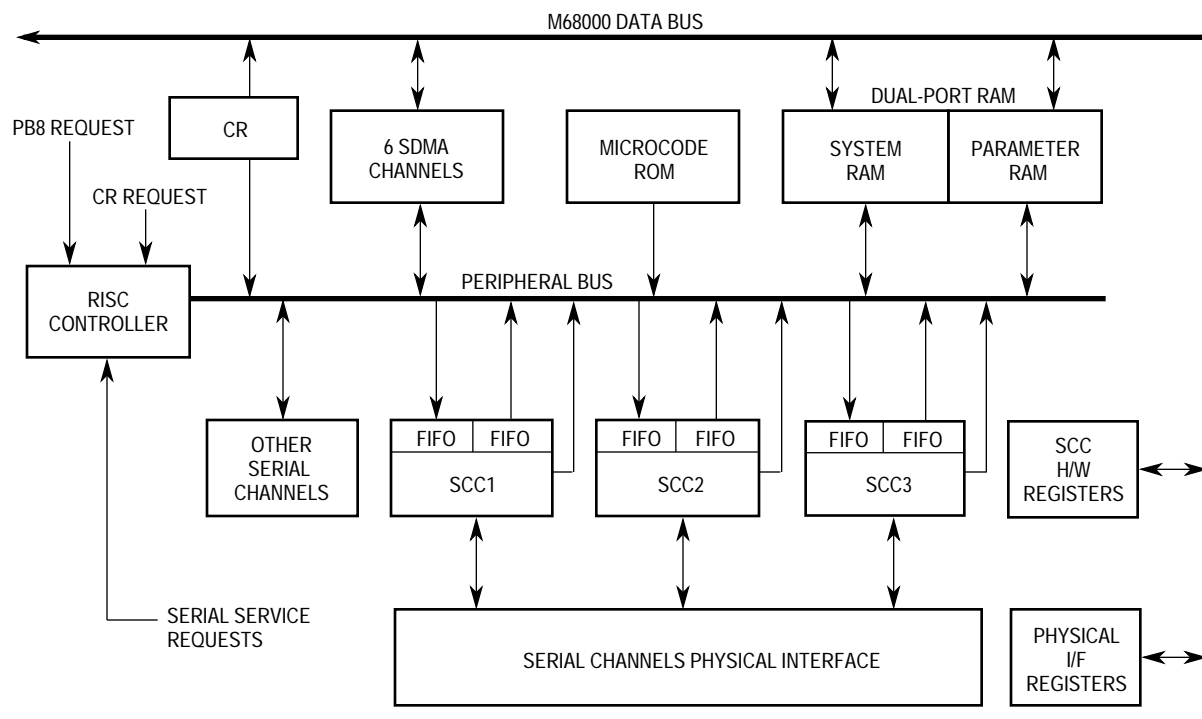 M68000 DATA BUS
DUAL-PORT RAM
PB8 REQUEST
CR
6 SDMA
CHANNELS
MICROCODE
ROM
SYSTEM
RAM
PARAMETER
RAM
CR REQUEST
PERIPHERAL BUS
RISC
CONTROLLER
OTHER
SERIAL
CHANNELS
FIFO FIFO
SCC1
FIFO FIFO
SCC2
FIFO FIFO
SCC3
SCC
H/W
REGISTERS
SERIAL SERVICE
REQUESTS
SERIAL CHANNELS PHYSICAL INTERFACE
PHYSICAL
I/F
REGISTERS